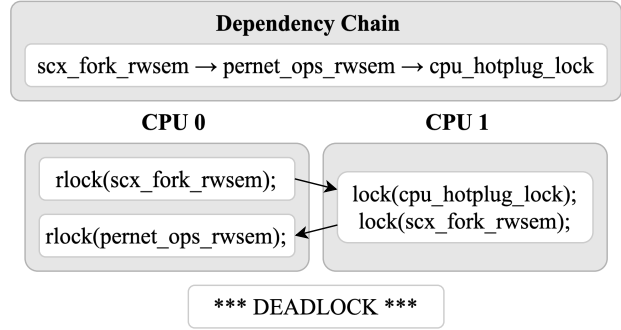 Dependency Chain
scx_fork_rwsem → pernet_ops_rwsem → cpu_hotplug_lock
CPU 0
CPU 1
rlock(scx_fork_rwsem);
lock(cpu_hotplug_lock);
lock(scx_fork_rwsem);
rlock(pernet_ops_rwsem);
*** DEADLOCK ***